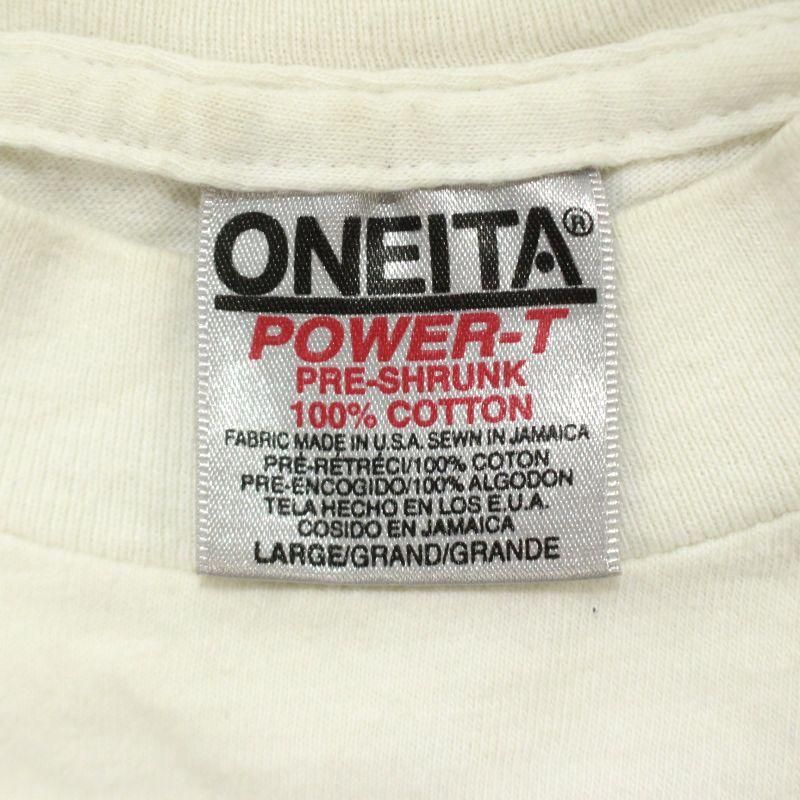 ONEITA®
POWER-T
PRE-SHRUNK
100% COTTON
FABRIC MADE IN U.S.A. SEWN IN JAMAICA
PRÉ-RÉTRÉCI/100% COTON
PRE-ENCOGIDO/100% ALGODON
TELA HECHO EN LOS E.U.A.
COSIDO EN JAMAICA
LARGE/GRAND/GRANDE